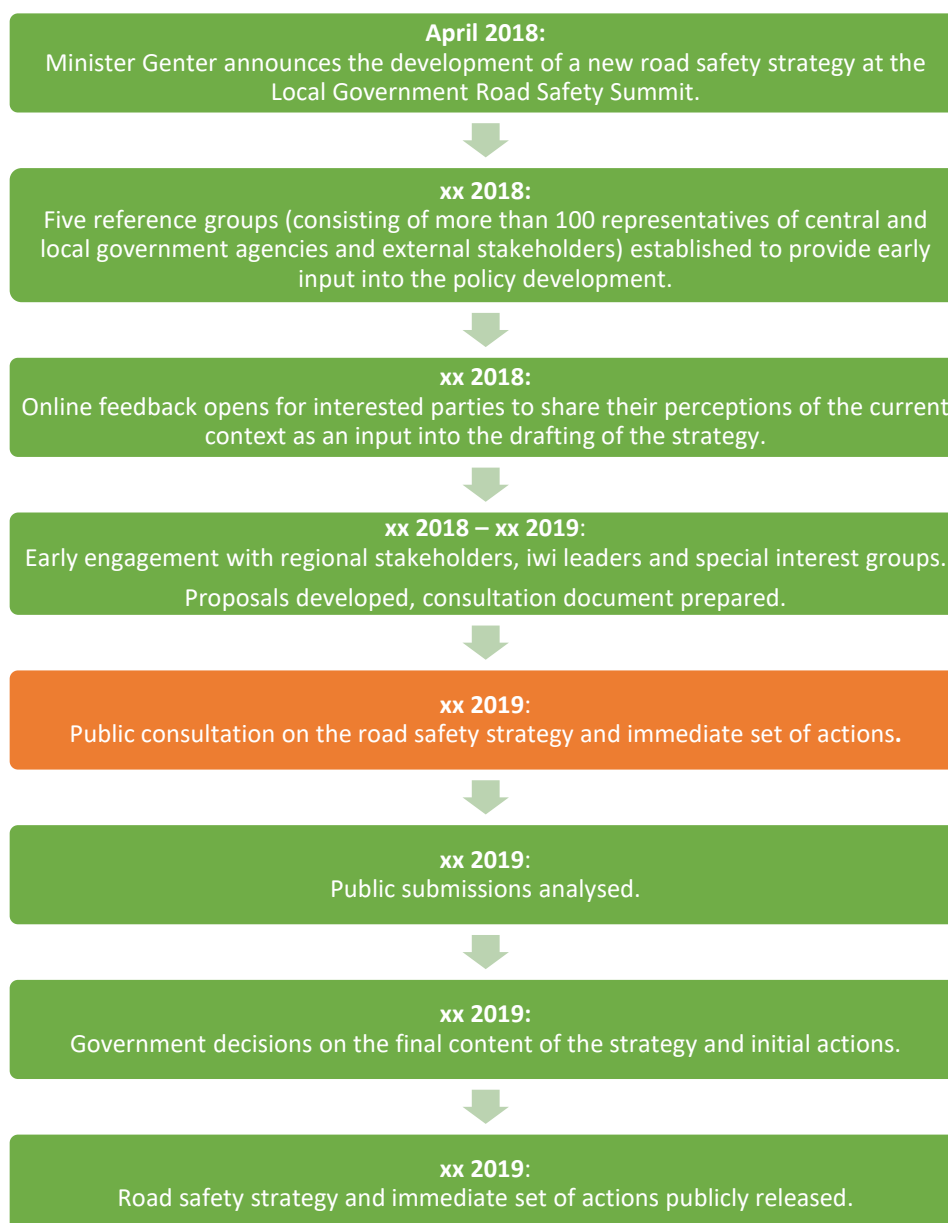 April 2018:
Minister Genter announces the development of a new road safety strategy at the
Local Government Road Safety Summit.
xx 2018:
Five reference groups (consisting of more than 100 representatives of central and
local government agencies and external stakeholders) established to provide early
input into the policy development.
xx 2018:
Online feedback opens for interested parties to share their perceptions of the current
context as an input into the drafting of the strategy.
xx 2018 – xx 2019:
Early engagement with regional stakeholders, iwi leaders and special interest groups.
Proposals developed, consultation document prepared.
xx 2019:
Public consultation on the road safety strategy and immediate set of actions.
xx 2019:
Public submissions analysed.
xx 2019:
Government decisions on the final content of the strategy and initial actions.
xx 2019:
Road safety strategy and immediate set of actions publicly released.